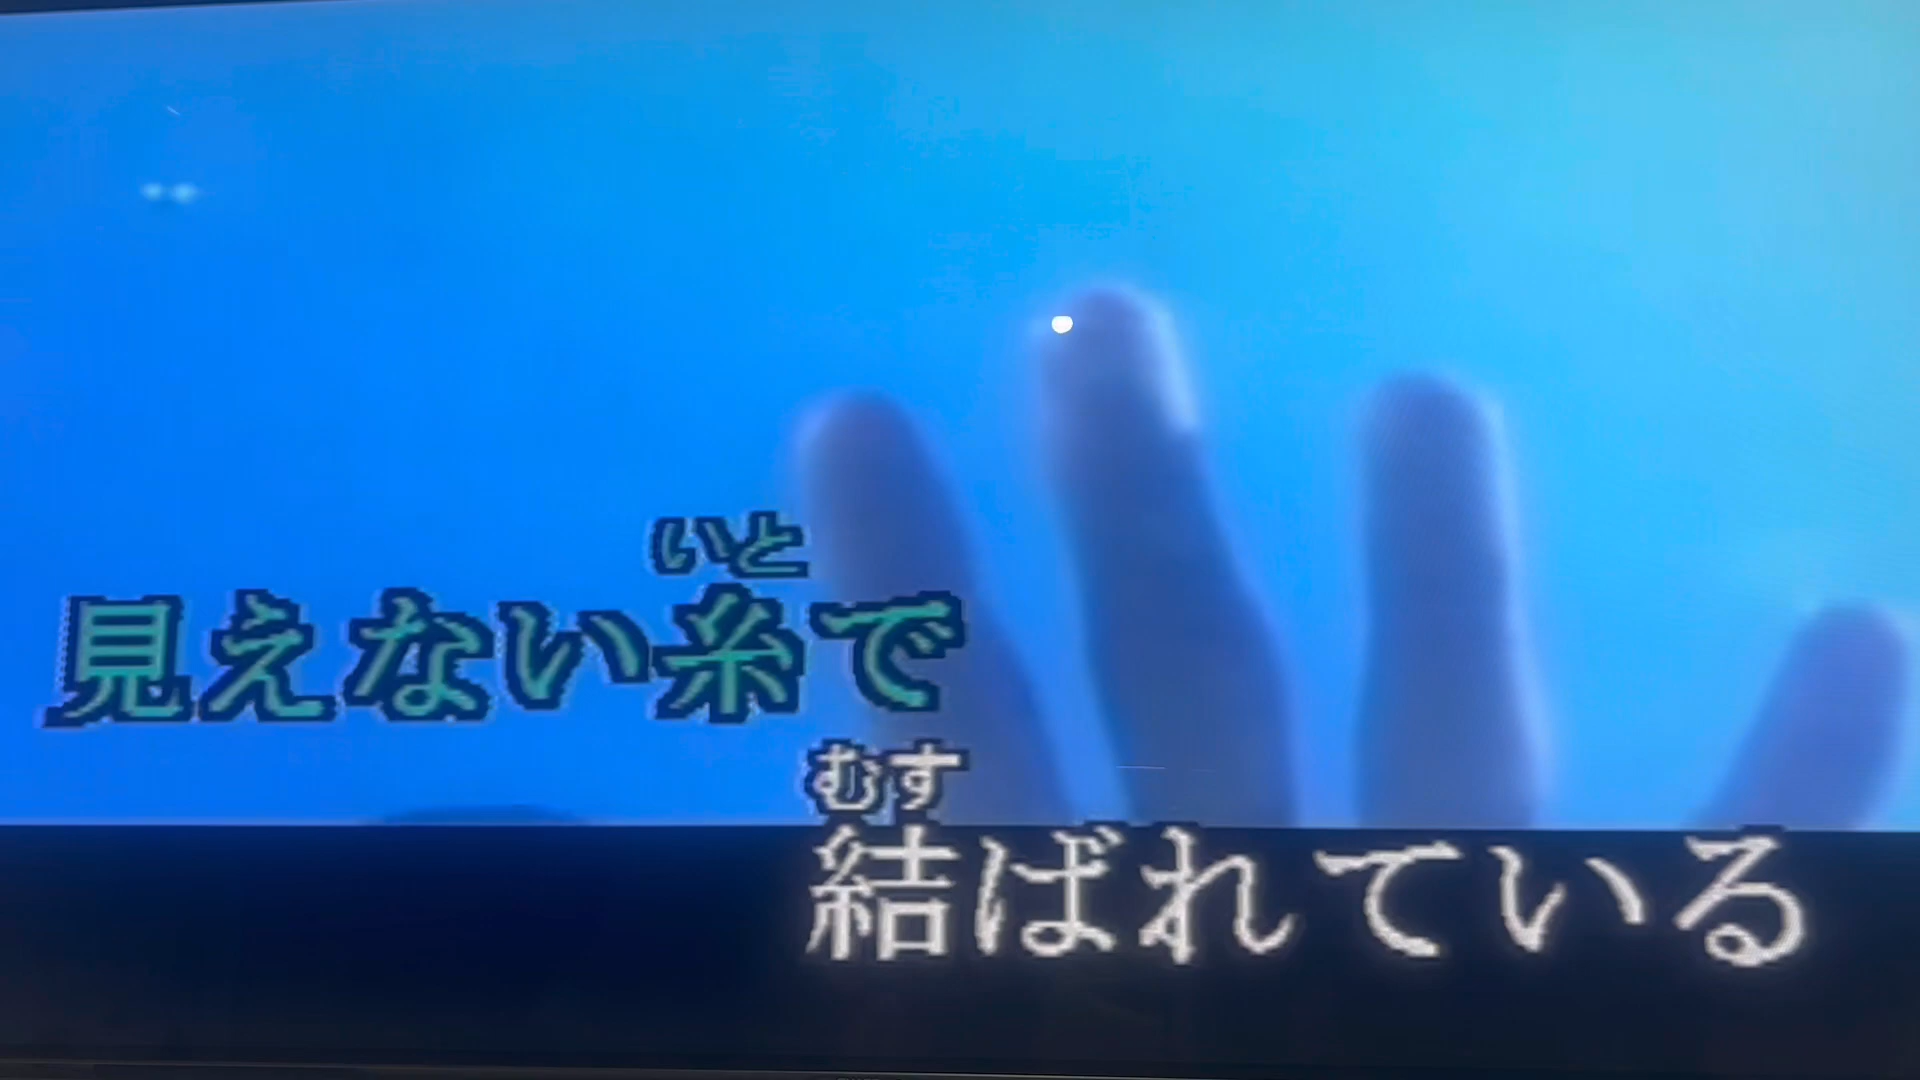 いと
見えない糸で
むす
結ばれている